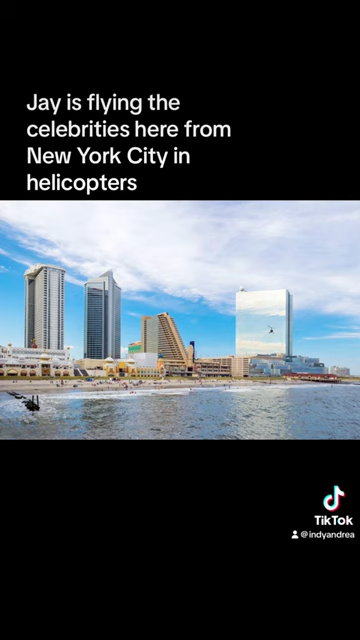 Jay is flying the
celebrities here from
New York City in
helicopters
TikTok
@indyandrea